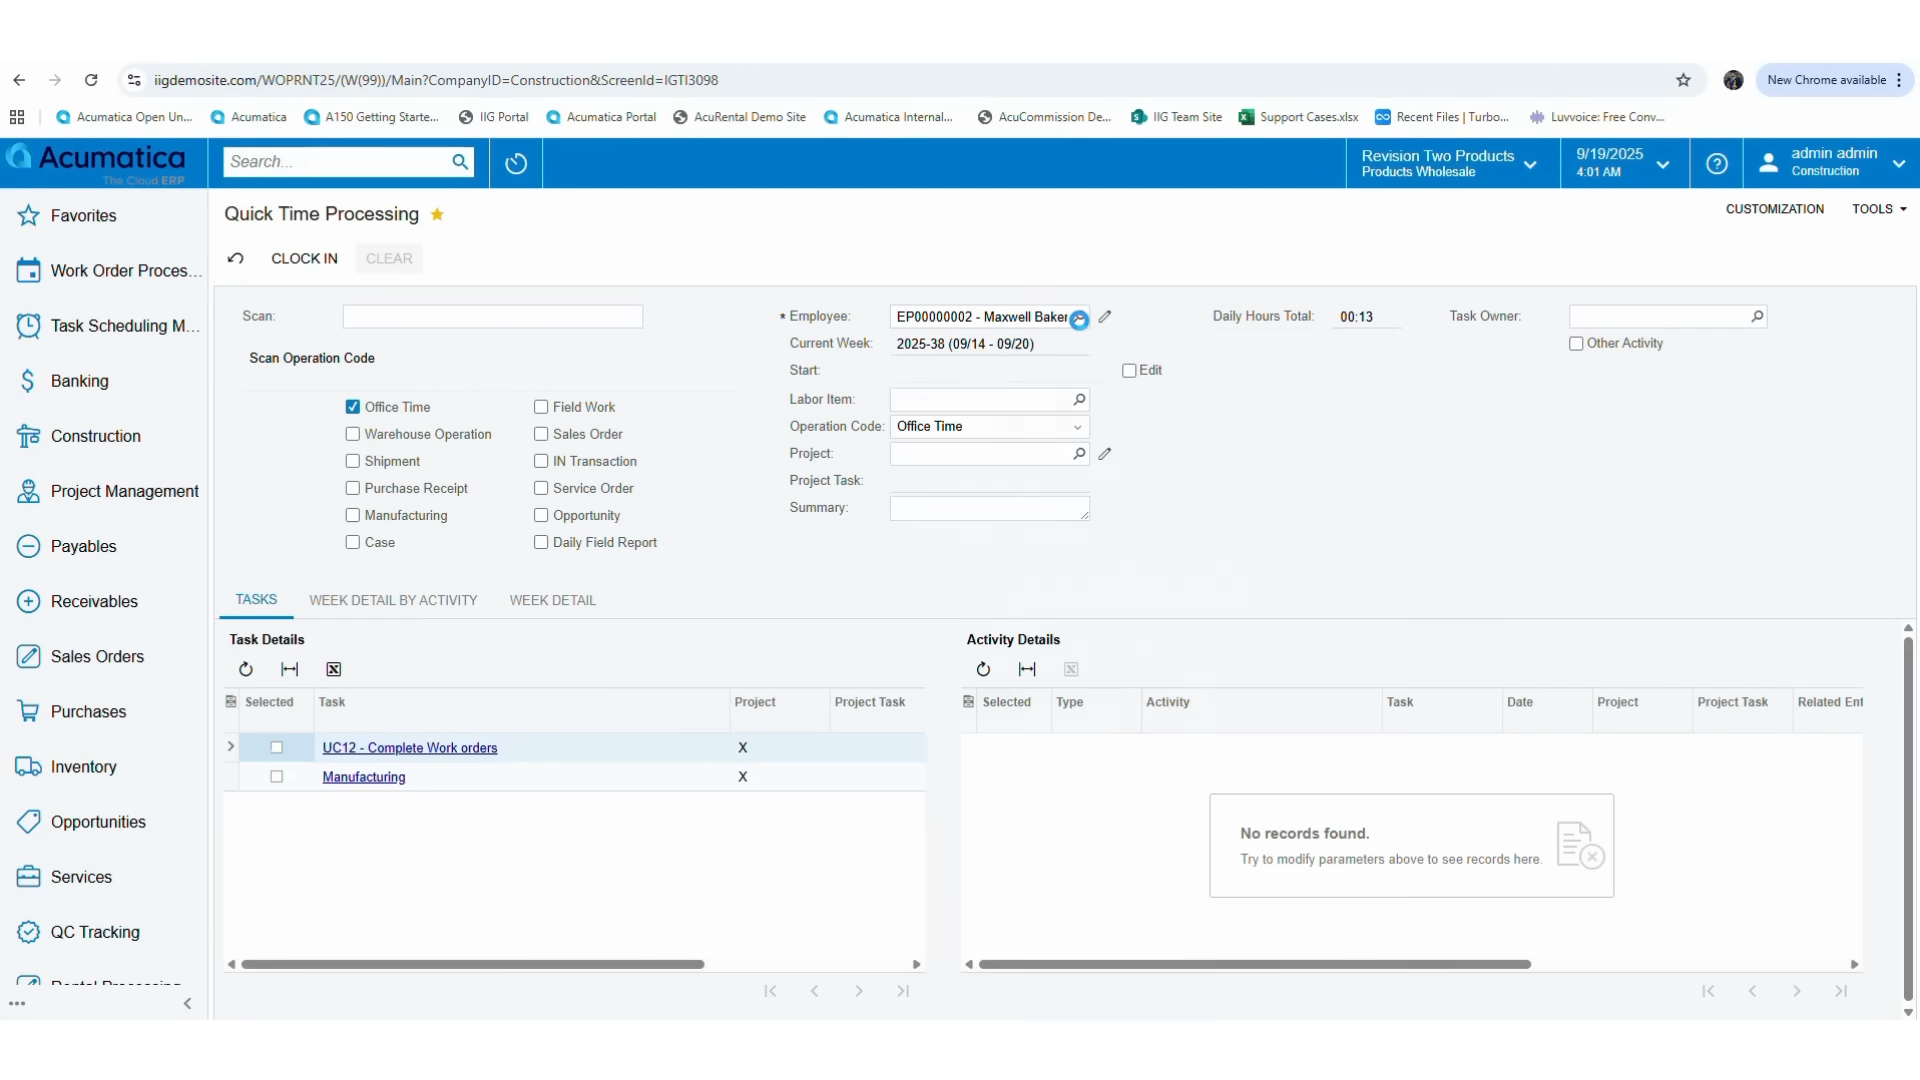 iigdemosite.com/WOPRNT25/(W(99))/Main?CompanyID=Construction&ScreenId=IGTI3098
New Chrome available
Acumatica Open Un...
Acumatica
A150 Getting Starte...
IIG Portal
Acumatica Portal
AcuRental Demo Site
Acumatica Internal...
AcuCommission De...
IIG Team Site
Support Cases.xlsx
Recent Files | Turbo...
Luvvoice: Free Conv...
Acumatica
The Cloud ERP
Search...
Revision Two Products
Products Wholesale
9/19/2025
4:01 AM
admin admin
Construction
Favorites
Work Order Proces...
Task Scheduling M...
Banking
Construction
Project Management
Payables
Receivables
Sales Orders
Purchases
Inventory
Opportunities
Services
QC Tracking
Quick Time Processing
CUSTOMIZATION
TOOLS
CLOCK IN
CLEAR
Scan:
Scan Operation Code
Office Time
Field Work
Warehouse Operation
Sales Order
Shipment
IN Transaction
Purchase Receipt
Service Order
Manufacturing
Opportunity
Case
Daily Field Report
* Employee: EP00000002 - Maxwell Baker
Current Week: 2025-38 (09/14 - 09/20)
Start:
Edit
Labor Item:
Operation Code: Office Time
Project:
Project Task:
Summary:
Daily Hours Total: 00:13
Task Owner:
Other Activity
TASKS
WEEK DETAIL BY ACTIVITY
WEEK DETAIL
Task Details
Selected Task Project Project Task
UC12 - Complete Work orders X
Manufacturing X
Activity Details
Selected Type Activity Task Date Project Project Task Related Ent
No records found.
Try to modify parameters above to see records here.